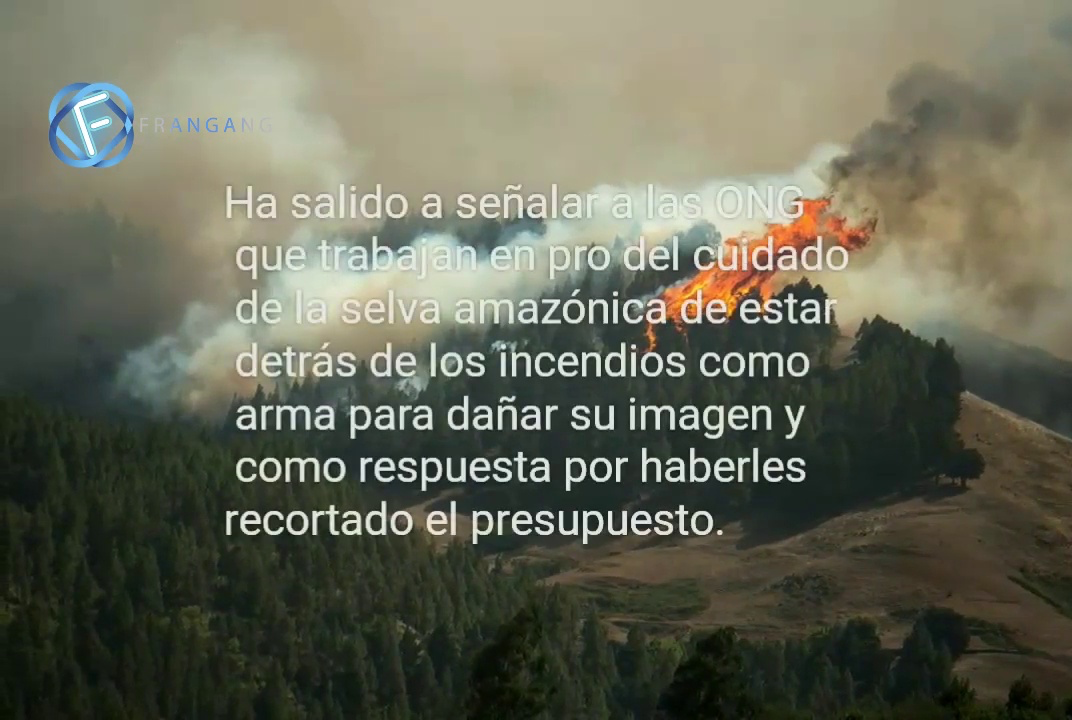 F FRANGANG
Ha salido a señalar a las ONG
que trabajan en pro del cuidado
de la selva amazónica de estar
detrás de los incendios como
arma para dañar su imagen y
como respuesta por haberles
recortado el presupuesto.